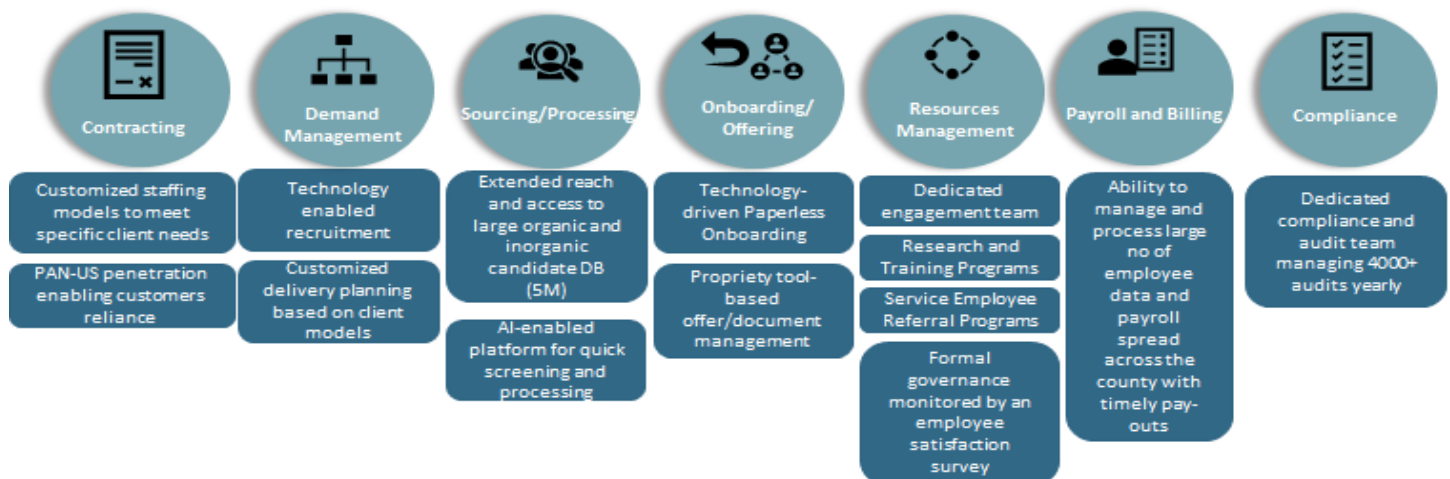 Contracting
Customized staffing
models to meet
specific client needs
PAN-US penetration
enabling customers
reliance
Demand
Management
Technology
enabled
recruitment
Customized
delivery planning
based on client
models
Sourcing/Processing
Extended reach
and access to
large organic and
inorganic
candidate DB
(5M)
AI-enabled
platform for quick
screening and
processing
Onboarding/
Offering
Technology-
driven Paperless
Onboarding
Propriety tool-
based
offer/document
management
Resources
Management
Dedicated
engagement team
Research and
Training Programs
Service Employee
Referral Programs
Formal
governance
monitored by an
employee
satisfaction
survey
Payroll and Billing
Ability to
manage and
process large
no of
employee
data and
payroll
spread
across the
county with
timely pay-
outs
Compliance
Dedicated
compliance and
audit team
managing 4000+
audits yearly